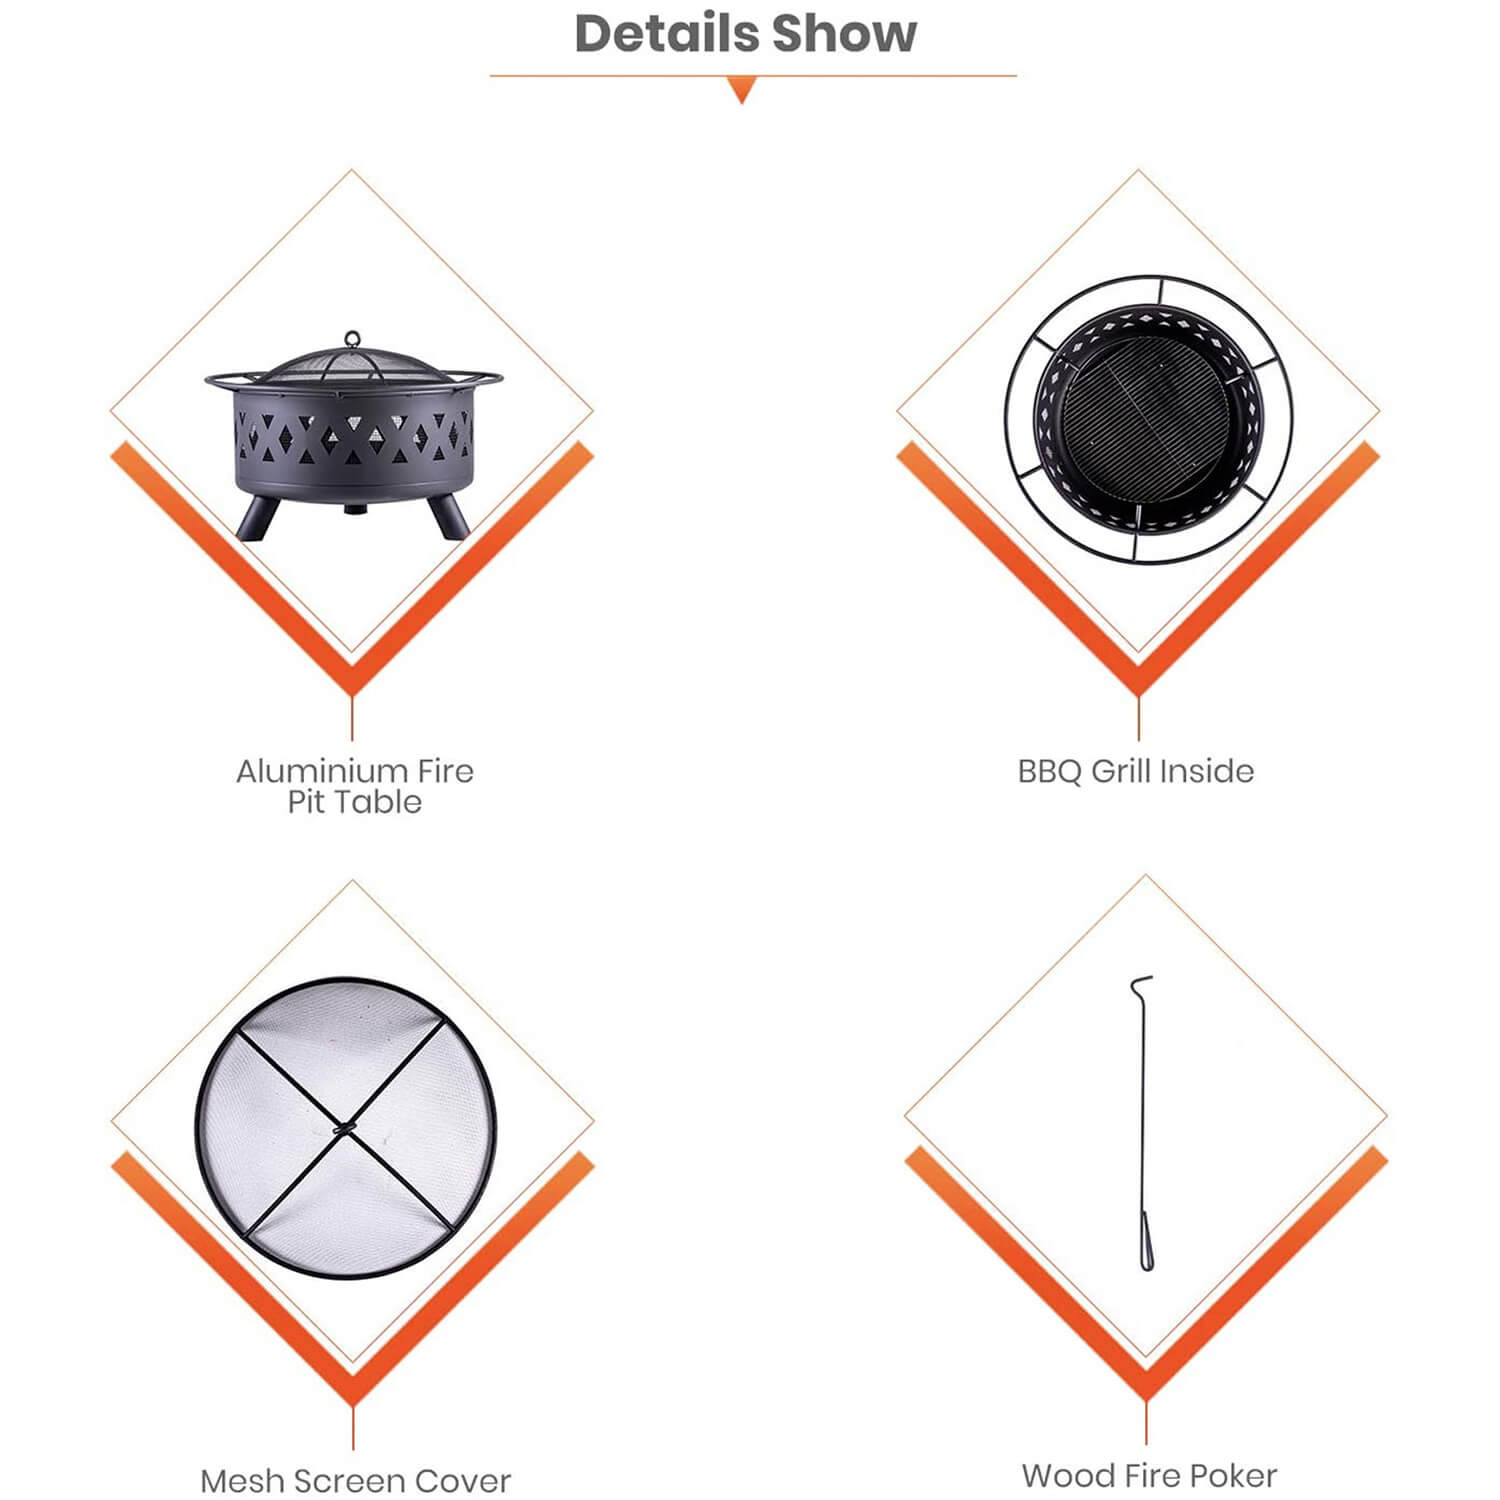 Details Show
Aluminium Fire
Pit Table
BBQ Grill Inside
Mesh Screen Cover
Wood Fire Poker